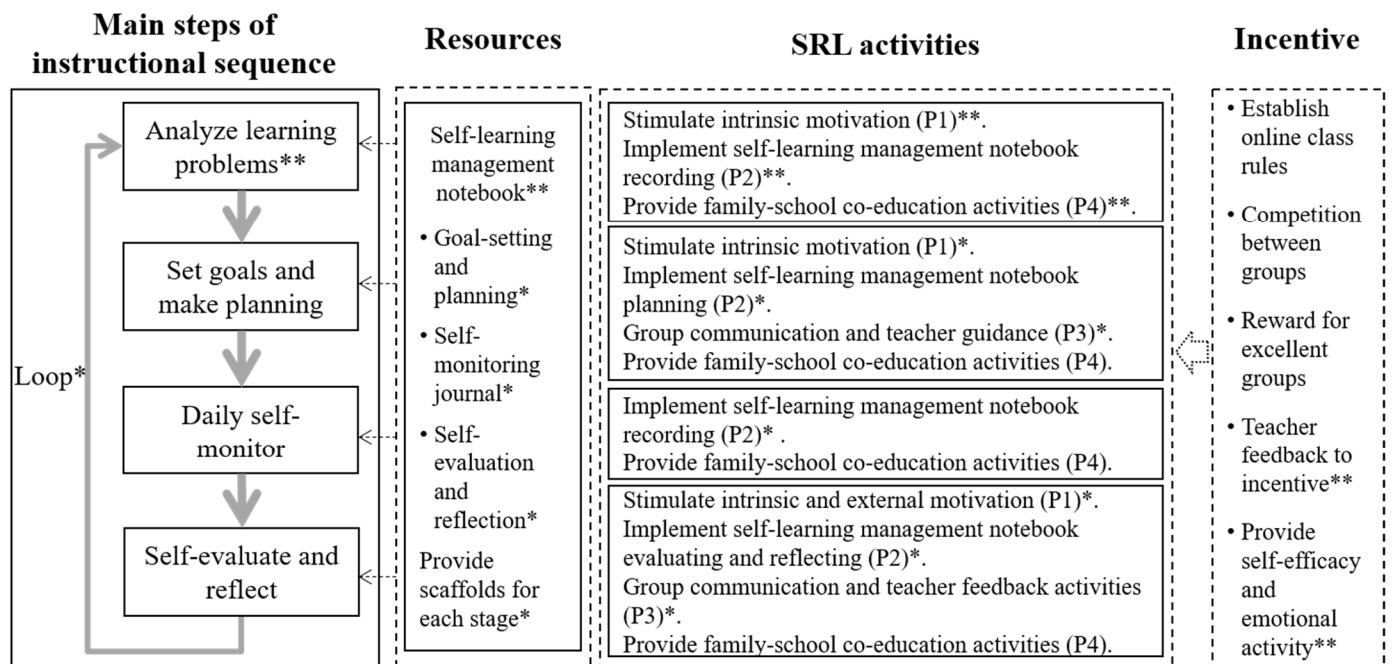 Main steps of
instructional sequence
Resources
SRL activities
Incentive
Analyze learning
problems**
Set goals and
make planning
Loop*
Daily self-
monitor
Self-evaluate and
reflect
Self-learning
management
notebook**
• Goal-setting
and
planning*
• Self-
monitoring
journal*
• Self-
evaluation
and
reflection*
Provide
scaffolds for
each stage*
Stimulate intrinsic motivation (P1)**.
Implement self-learning management notebook
recording (P2)**.
Provide family-school co-education activities (P4)**.
Stimulate intrinsic motivation (P1)*.
Implement self-learning management notebook
planning (P2)*.
Group communication and teacher guidance (P3)*.
Provide family-school co-education activities (P4).
Implement self-learning management notebook
recording (P2)* .
Provide family-school co-education activities (P4).
Stimulate intrinsic and external motivation (P1)*.
Implement self-learning management notebook
evaluating and reflecting (P2)*.
Group communication and teacher feedback activities
(P3)*.
Provide family-school co-education activities (P4).
• Establish
online class
rules
• Competition
between
groups
• Reward for
excellent
groups
• Teacher
feedback to
incentive**
• Provide
self-efficacy
and
emotional
activity**